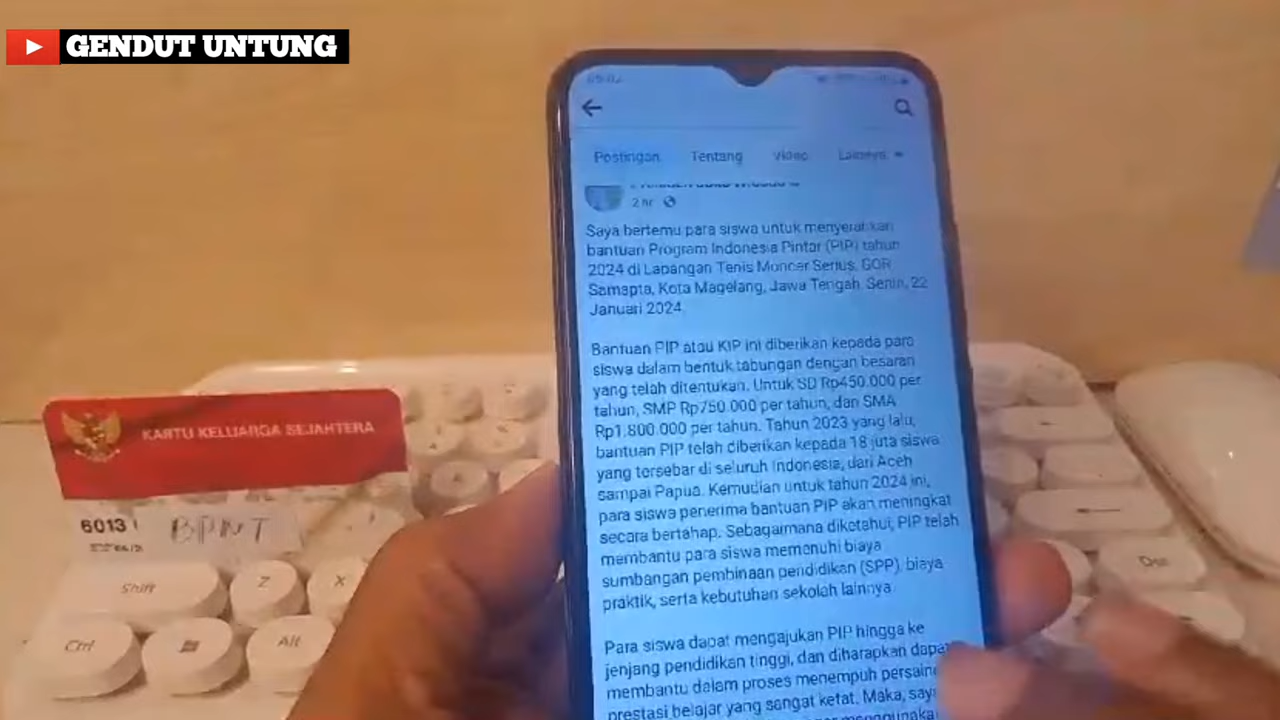 GENDUT UNTUNG
Postingan Tentang Video Lainnya
2 hr
Saya bertemu para siswa untuk menyerahkan
bantuan Program Indonesia Pintar (PIP) tahun
2024 di Lapangan Tenis Moncer Serius, GOR
Samapta, Kota Magelang, Jawa Tengah, Senin, 22
Januari 2024.
Bantuan PIP atau KIP ini diberikan kepada para
siswa dalam bentuk tabungan dengan besaran
yang telah ditentukan. Untuk SD Rp450.000 per
tahun, SMP Rp750.000 per tahun, dan SMA
Rp1.800.000 per tahun. Tahun 2023 yang lalu,
bantuan PIP telah diberikan kepada 18 juta siswa
yang tersebar di seluruh Indonesia, dari Aceh
sampai Papua. Kemudian untuk tahun 2024 ini,
para siswa penerima bantuan PIP akan meningkat
secara bertahap. Sebagaimana diketahui, PIP telah
membantu para siswa memenuhi biaya
sumbangan pembinaan pendidikan (SPP), biaya
praktik, serta kebutuhan sekolah lainnya.
Para siswa dapat mengajukan PIP hingga ke
jenjang pendidikan tinggi, dan diharapkan dapat
membantu dalam proses menempuh
prestasi belajar yang sangat ketat. Maka,
KARTU KELUARGA SEJAHTERA
6013
BPNT
Shift Z X
Ctrl Alt